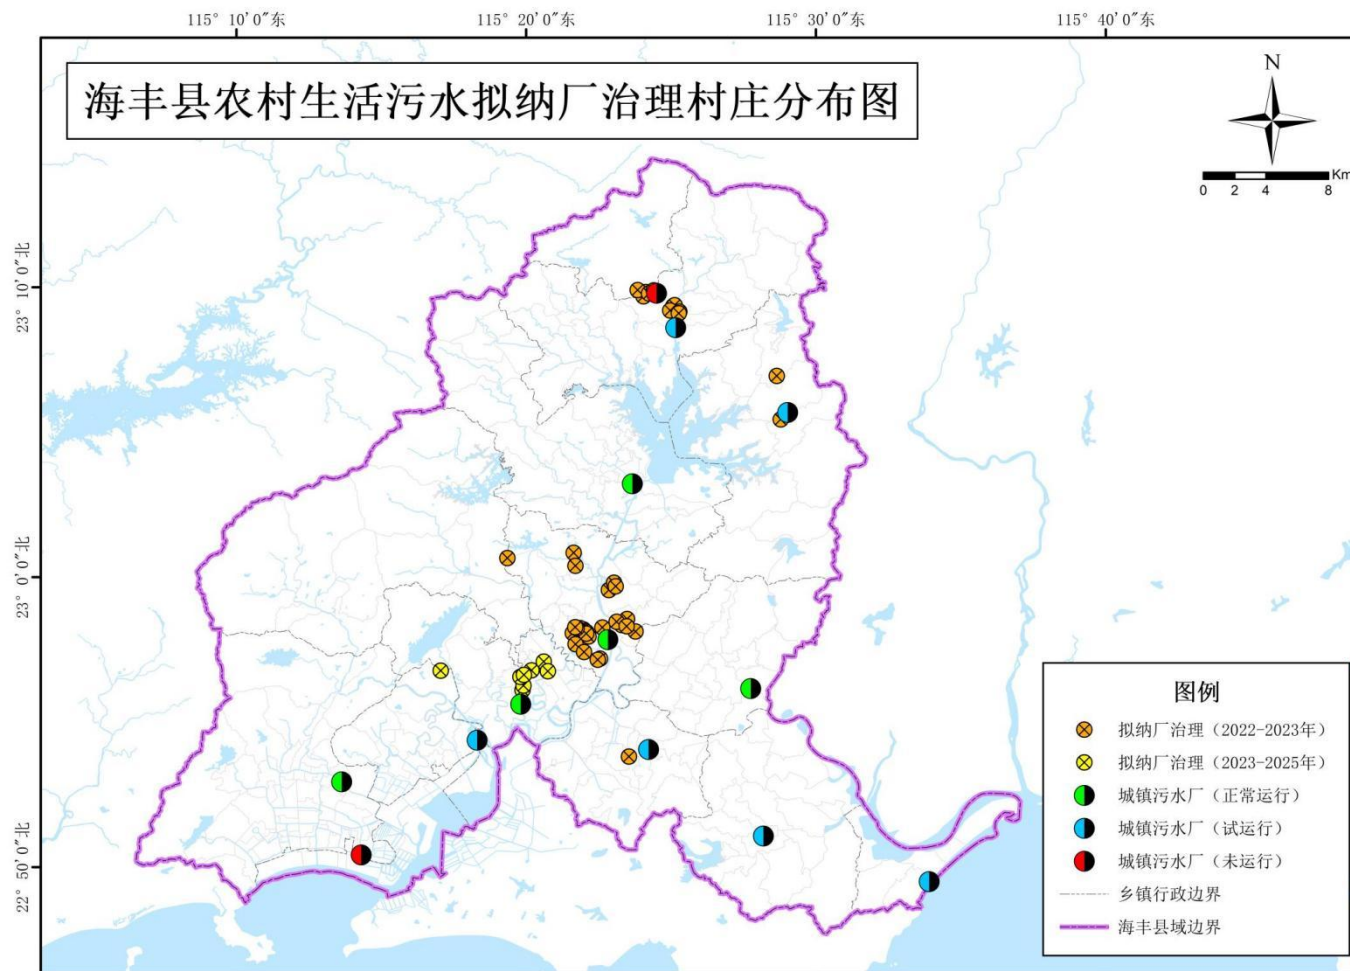 115° 10′0″东
115° 20′0″东
115° 30′0″东
115° 40′0″东
海丰县农村生活污水拟纳厂治理村庄分布图
N
Km
0 2 4 8
23° 10′0″北
23° 0′0″北
22° 50′0″北
图例
拟纳厂治理（2022-2023年）
拟纳厂治理（2023-2025年）
城镇污水厂（正常运行）
城镇污水厂（试运行）
城镇污水厂（未运行）
乡镇行政边界
海丰县域边界